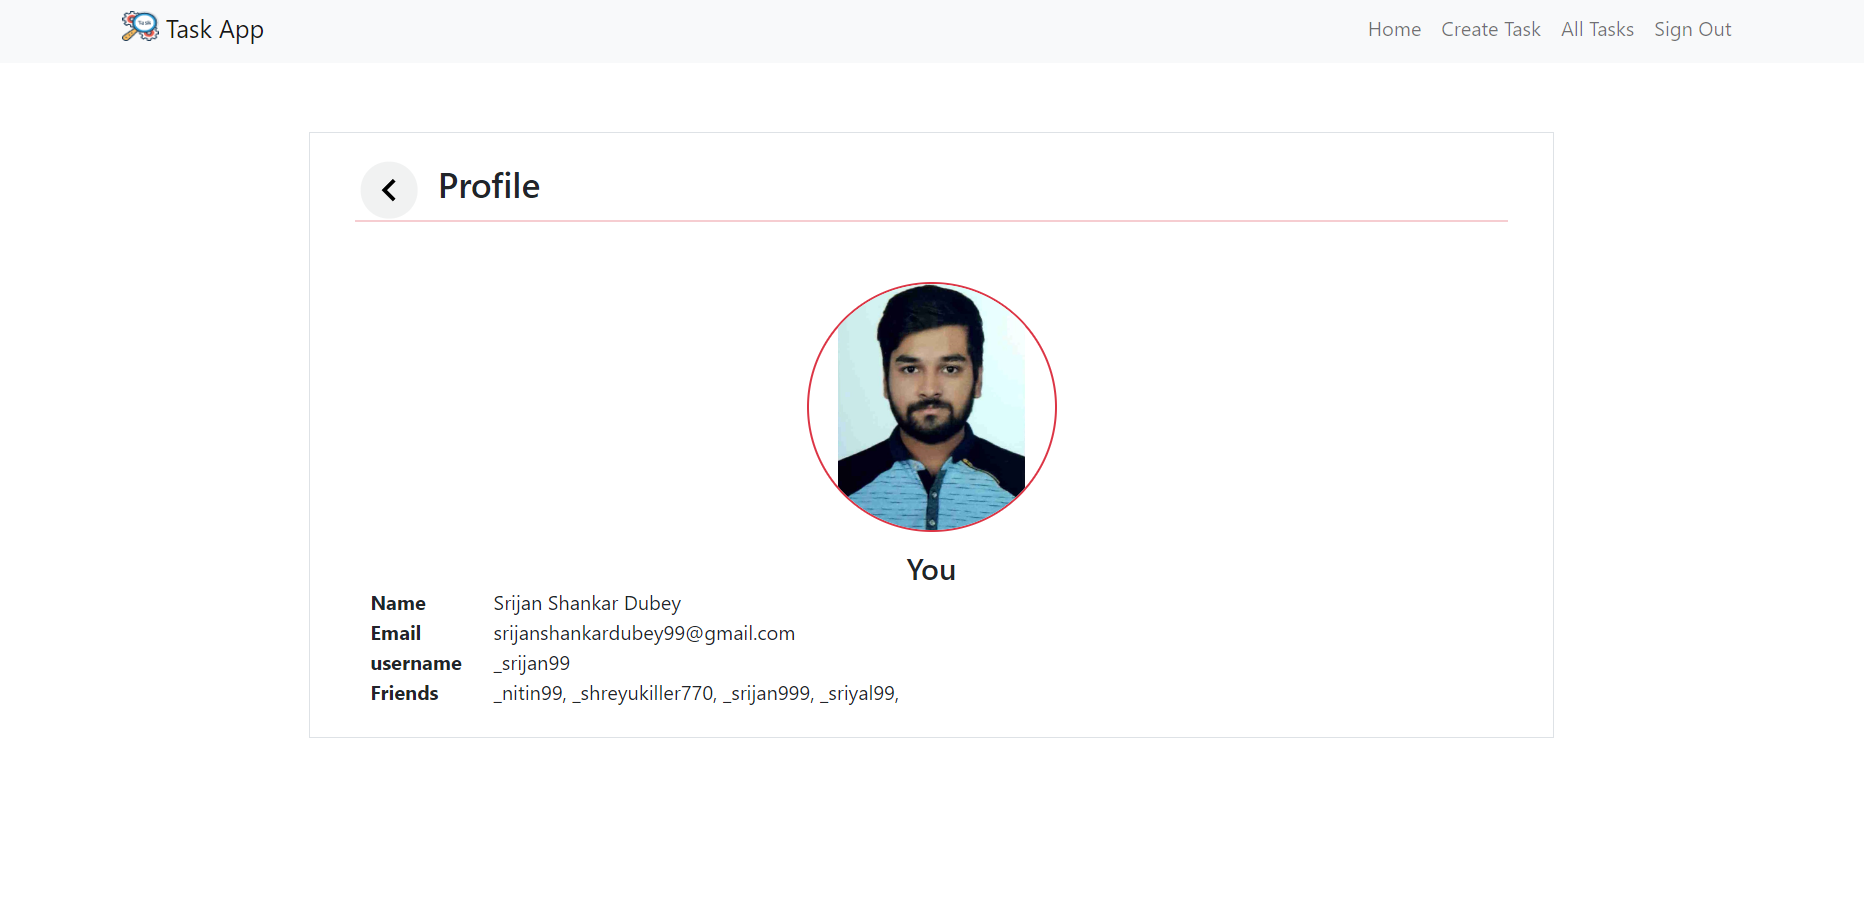 Task App
Home Create Task All Tasks Sign Out
Profile
You
Name Srijan Shankar Dubey
Email srijanshankardubey99@gmail.com
username _srijan99
Friends _nitin99, _shreyukiller770, _srijan999, _sriyal99,